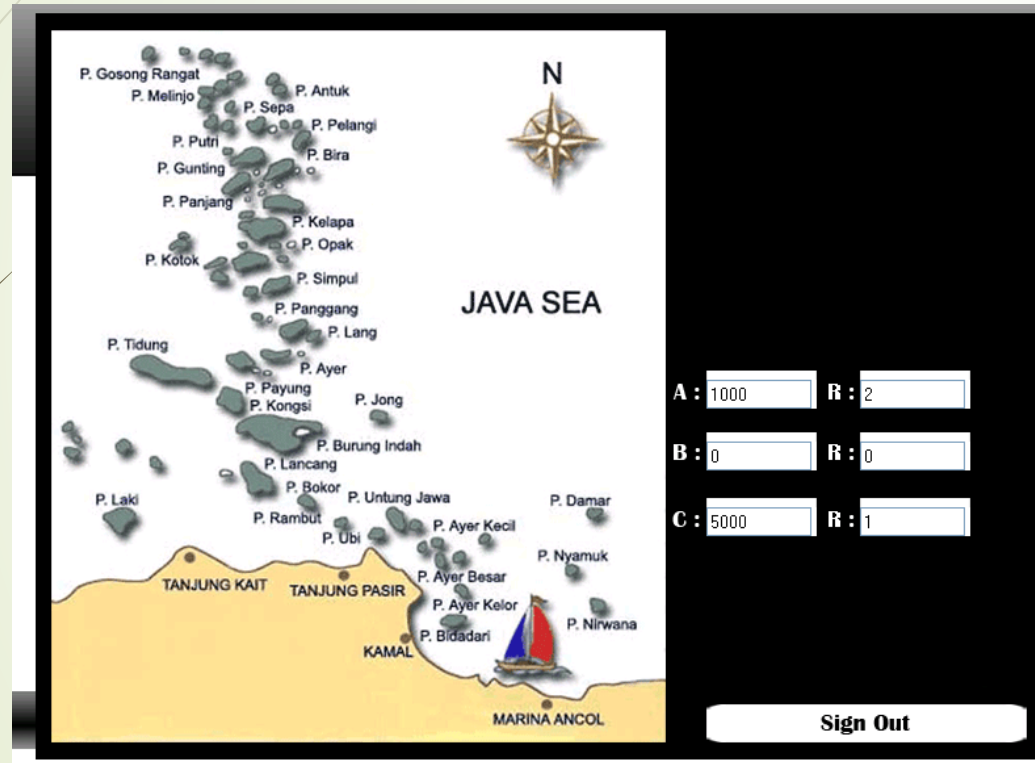 N
P. Gosong Rangat
P. Antuk
P. Melinjo
P. Sepa
P. Pelangi
P. Putri
P. Bira
P. Gunting
P. Panjang
P. Kelapa
P. Opak
P. Kotok
P. Simpul
JAVA SEA
P. Panggang
P. Lang
P. Tidung
P. Ayer
P. Payung
P. Kongsi
P. Jong
P. Burung Indah
P. Lancang
P. Bokor
P. Laki
P. Untung Jawa
P. Damar
P. Rambut
P. Ayer Kecil
P. Ubi
P. Nyamuk
TANJUNG KAIT
TANJUNG PASIR
P. Ayer Besar
P. Ayer Kelor
P. Nirwana
P. Bidadari
KAMAL
MARINA ANCOL
A : 1000 R : 2
B : 0 R : 0
C : 5000 R : 1
Sign Out